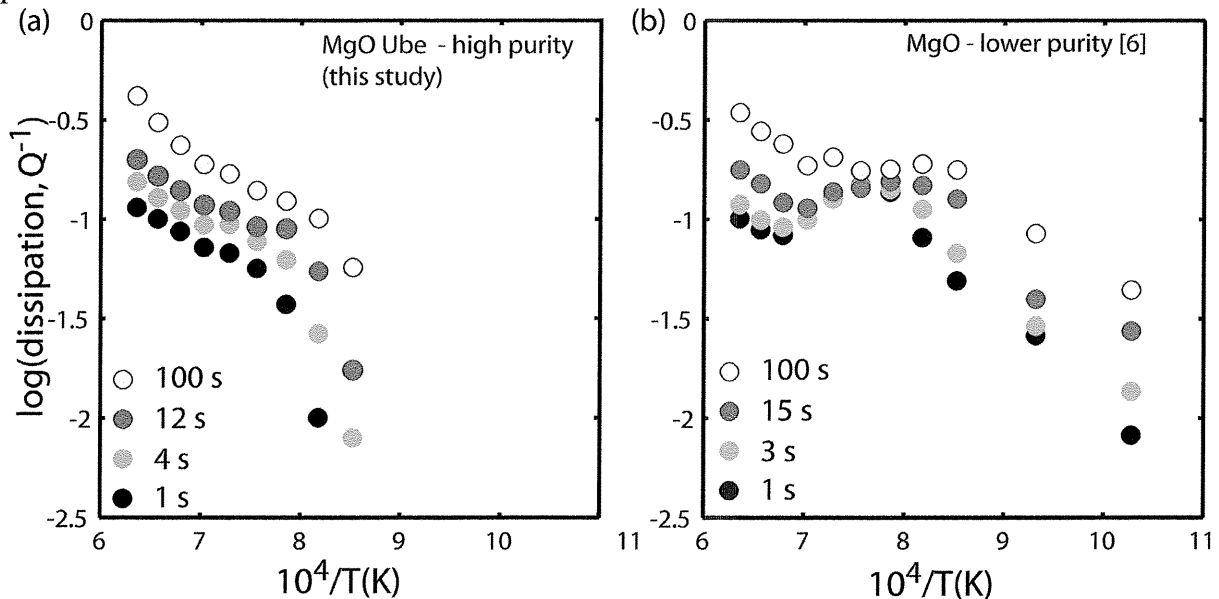 (a)
MgO Ube - high purity
(this study)
0
-0.5
-1
-1.5
-2
-2.5
log(dissipation, Q⁻¹)
100 s
12 s
4 s
1 s
6 7 8 9 11
10⁴/T(K)
(b)
MgO - lower purity [6]
0
-0.5
-1
-1.5
-2
-2.5
100 s
15 s
3 s
1 s
6 7 8 9 10 11
10⁴/T(K)